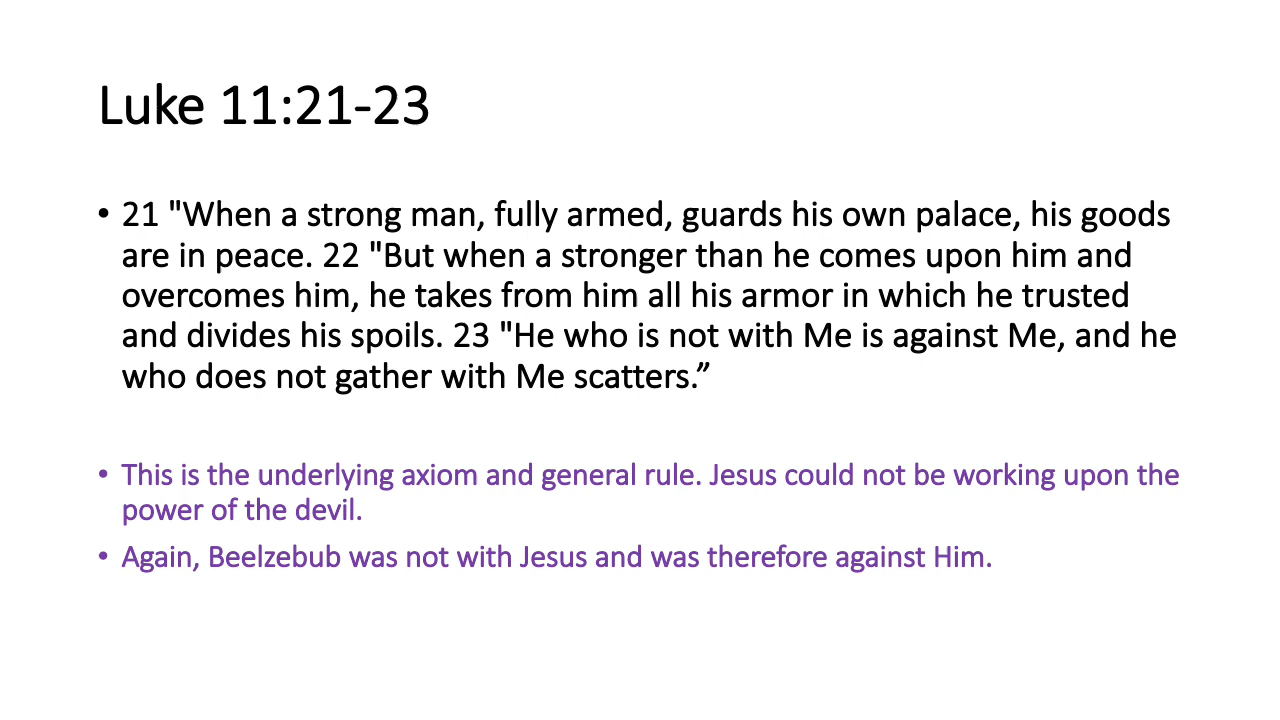 Luke 11:21-23
• 21 "When a strong man, fully armed, guards his own palace, his goods
are in peace. 22 "But when a stronger than he comes upon him and
overcomes him, he takes from him all his armor in which he trusted
and divides his spoils. 23 "He who is not with Me is against Me, and he
who does not gather with Me scatters.”
• This is the underlying axiom and general rule. Jesus could not be working upon the
power of the devil.
• Again, Beelzebub was not with Jesus and was therefore against Him.